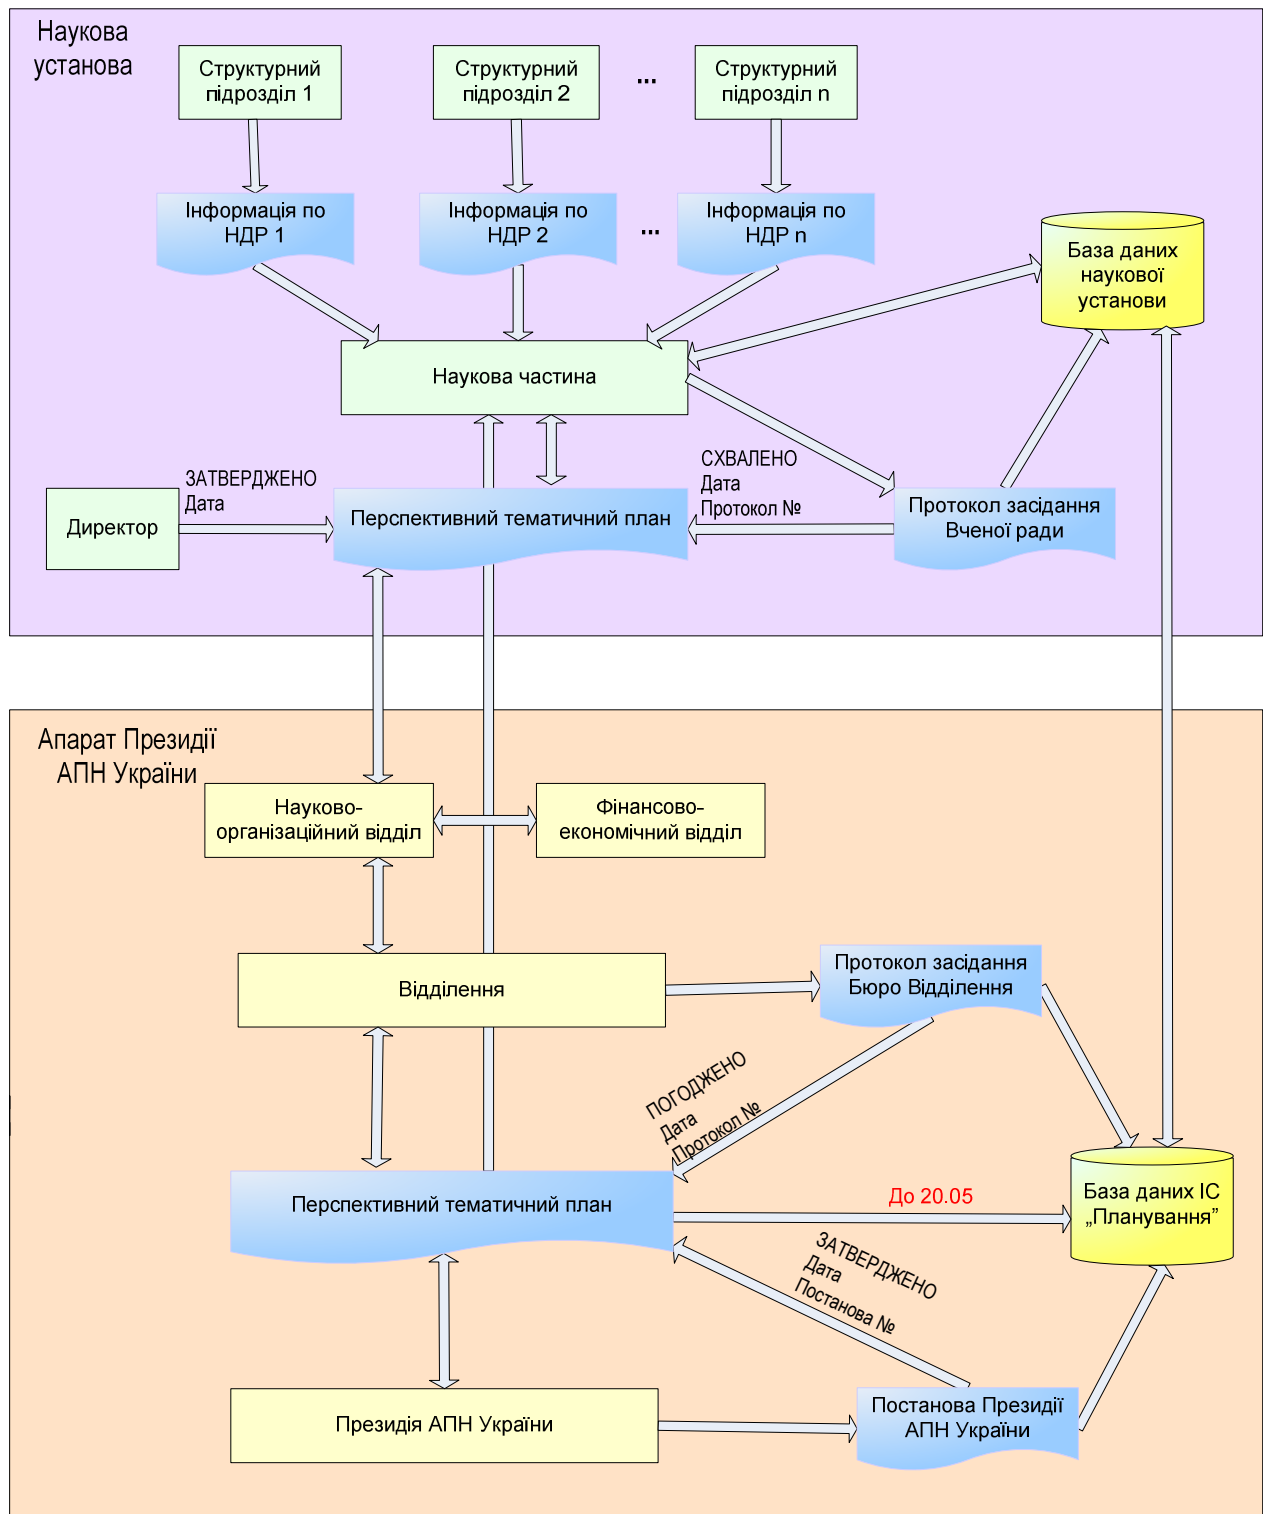 Наукова
установа
Структурний
підрозділ 1
Структурний
підрозділ 2
...
Структурний
підрозділ n
Інформація по
НДР 1
Інформація по
НДР 2
...
Інформація по
НДР n
База даних
наукової
установи
Наукова частина
ЗАТВЕРДЖЕНО
Дата
СХВАЛЕНО
Дата
Протокол №
Директор
Перспективний тематичний план
Протокол засідання
Вченої ради
Апарат Президії
АПН України
Науково-
організаційний відділ
Фінансово-
економічний відділ
Відділення
Протокол засідання
Бюро Відділення
ПОГОДЖЕНО
Дата
Протокол №
Перспективний тематичний план
До 20.05
База даних ІС
„Планування”
ЗАТВЕРДЖЕНО
Дата
Постанова №
Президія АПН України
Постанова Президії
АПН України